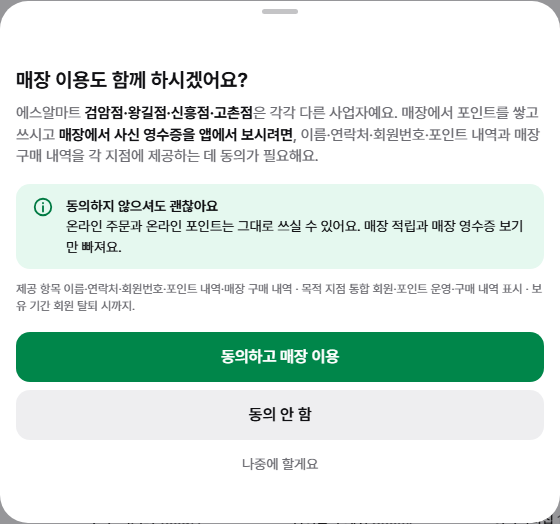 매장 이용도 함께 하시겠어요?
에스알마트 검암점·왕길점·신흥점·고촌점은 각각 다른 사업자예요. 매장에서 포인트를 쌓고
쓰시고 매장에서 사신 영수증을 앱에서 보시려면, 이름·연락처·회원번호·포인트 내역과 매장
구매 내역을 각 지점에 제공하는 데 동의가 필요해요.
동의하지 않으셔도 괜찮아요
온라인 주문과 온라인 포인트는 그대로 쓰실 수 있어요. 매장 적립과 매장 영수증 보기
만 빠져요.
제공 항목 이름·연락처·회원번호·포인트 내역·매장 구매 내역 · 목적 지점 통합 회원·포인트 운영·구매 내역 표시 · 보
유 기간 회원 탈퇴 시까지.
동의하고 매장 이용
동의 안 함
나중에 할게요